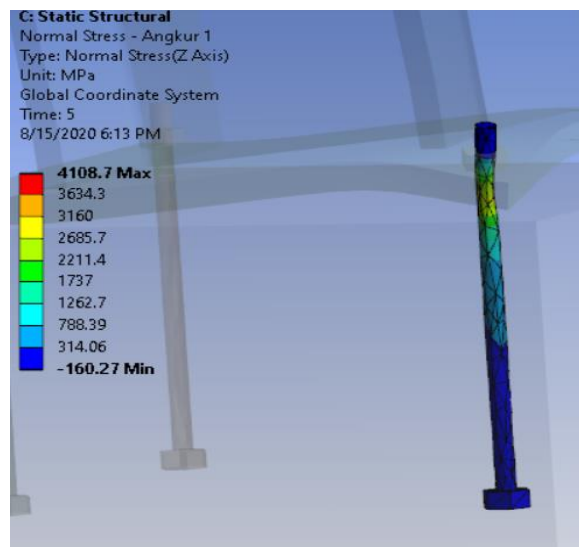 C: Static Structural
Normal Stress - Angkur 1
Type: Normal Stress(Z Axis)
Unit: MPa
Global Coordinate System
Time: 5
8/15/2020 6:13 PM
4108.7 Max
3634.3
3160
2685.7
2211.4
1737
1262.7
788.39
314.06
-160.27 Min